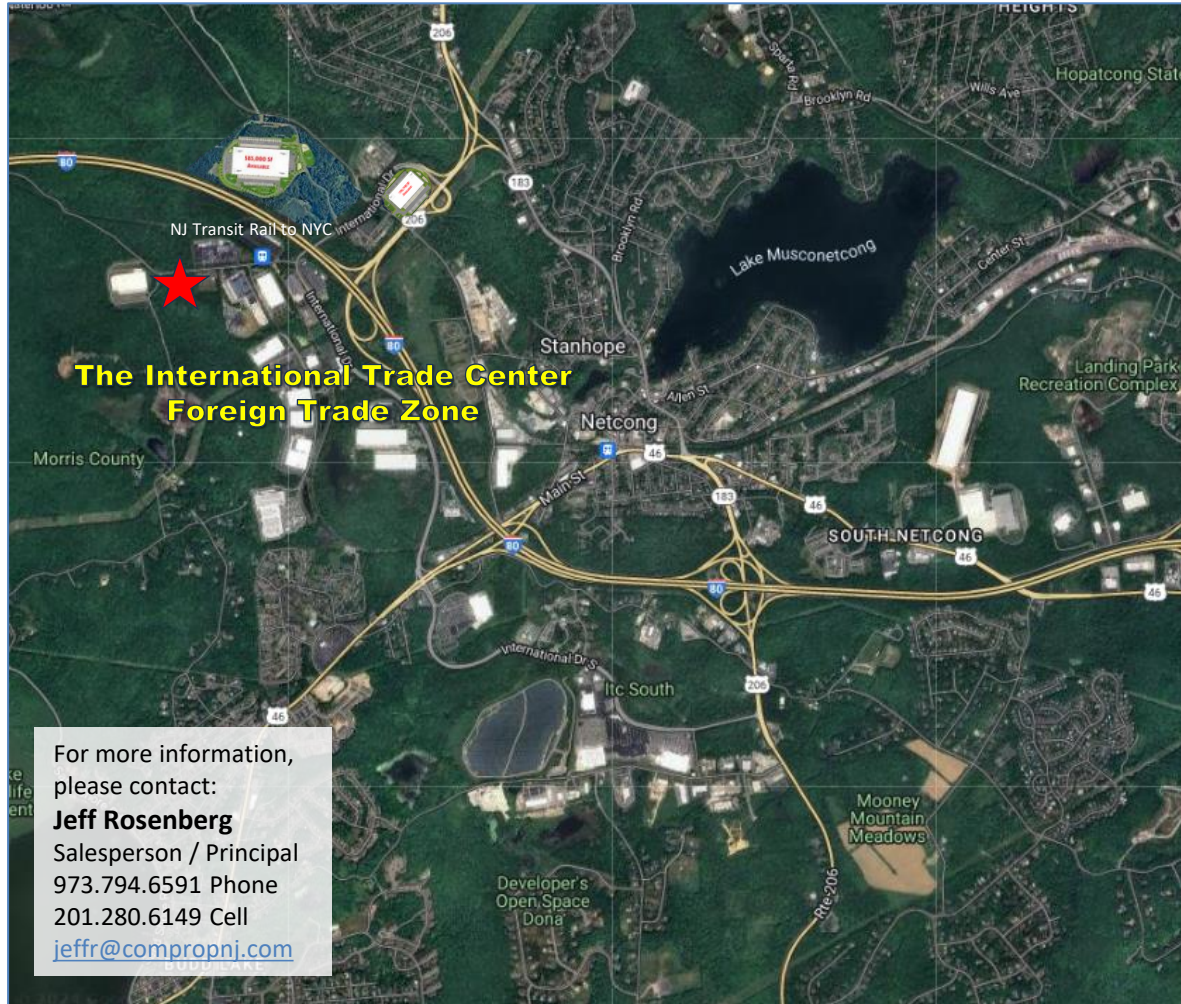 HEIGHTS
206
Sparta Rd
Hopatcong State
Wills Ave
Brooklyn Rd
80
183
International Dr
206
NJ Transit Rail to NYC
Brooklyn Rd
Center St
Lake Musconetcong
International Dr
80
Stanhope
The International Trade Center
Foreign Trade Zone
Landing Park
Recreation Complex
Allen St
Netcong
46
Morris County
Main St
183
46
SOUTH NETCONG
80
46
80
46
International Dr S
Itc South
206
46
For more information,
please contact:
Jeff Rosenberg
Salesperson / Principal
973.794.6591 Phone
201.280.6149 Cell
jeffr@compropnj.com
Mooney
Mountain
Meadows
Developer's
Open Space
Dona
Rte 206
BUDD LAKE